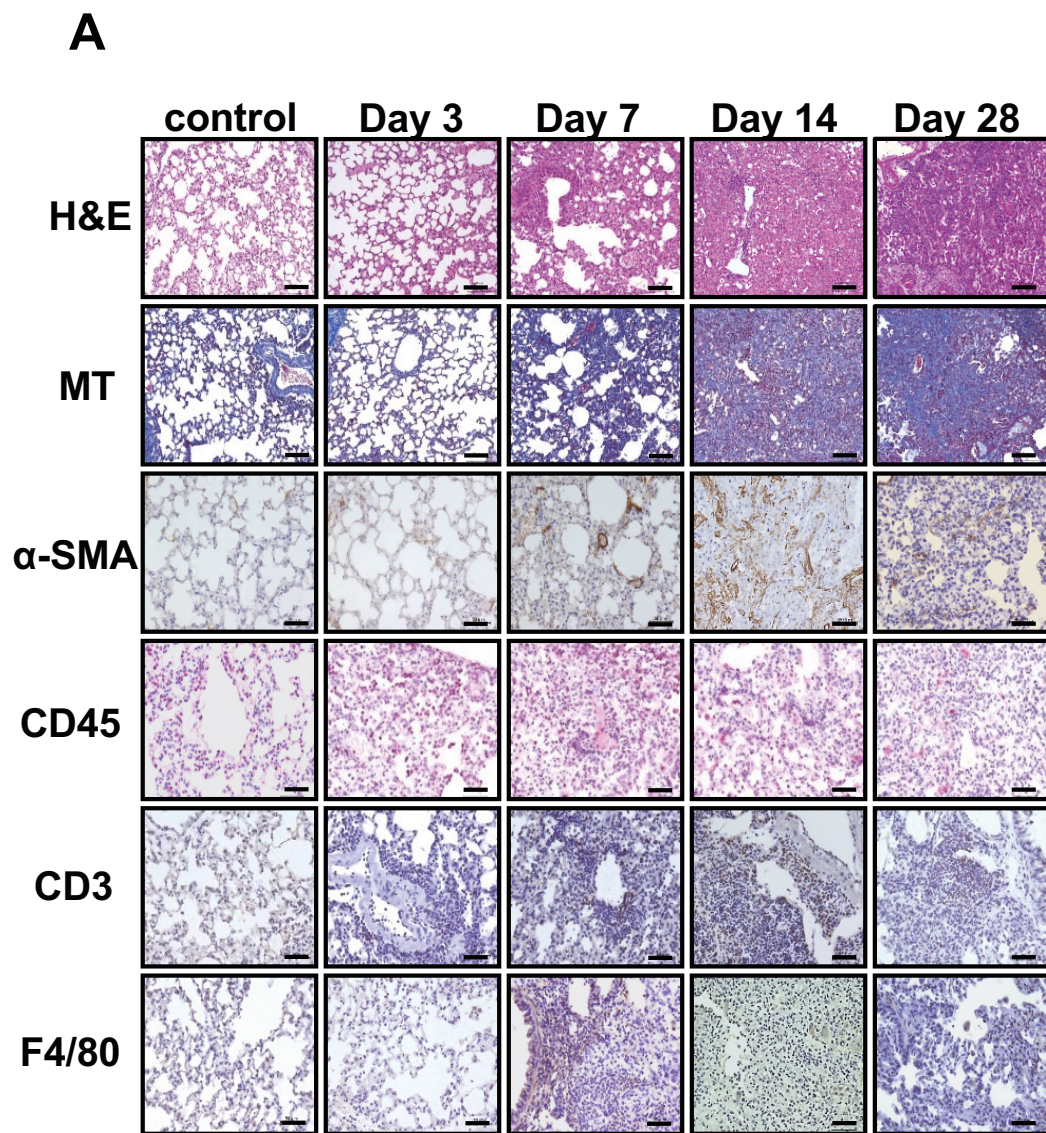 A
control Day 3 Day 7 Day 14 Day 28
H&E
MT
α-SMA
CD45
CD3
F4/80